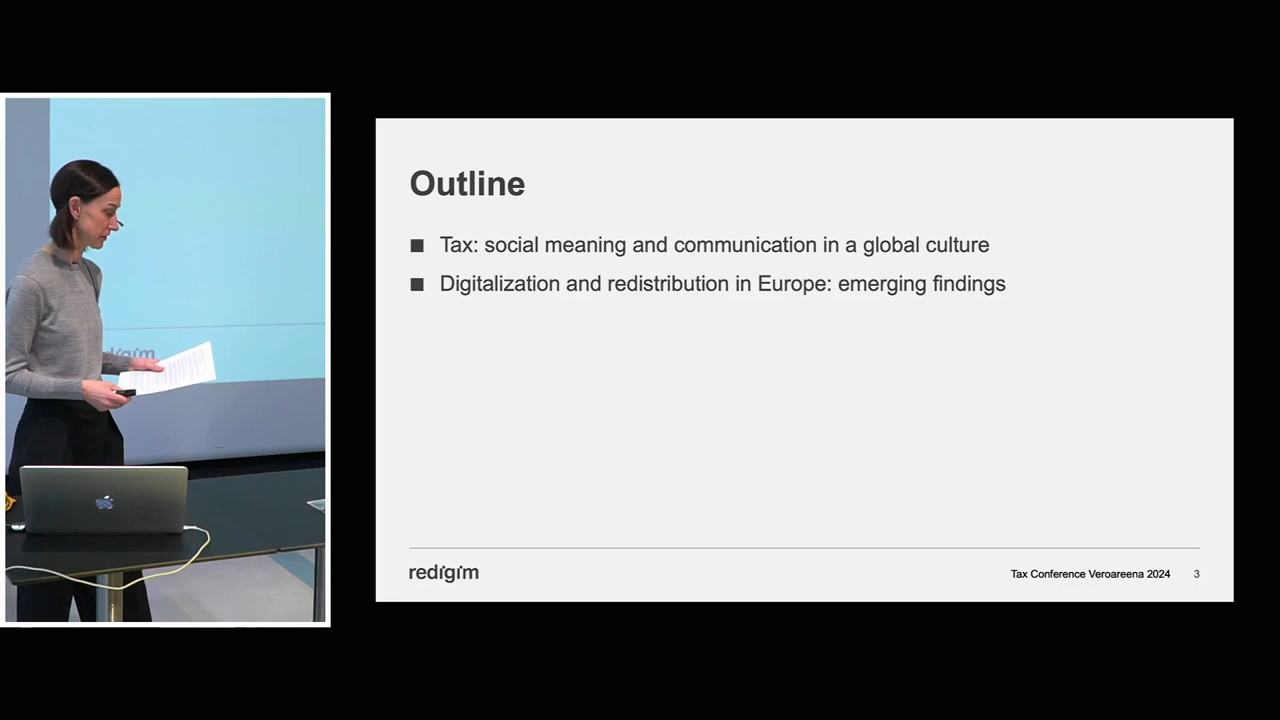 Outline
■ Tax: social meaning and communication in a global culture
■ Digitalization and redistribution in Europe: emerging findings
redigim
Tax Conference Veroareena 2024 3
redigim